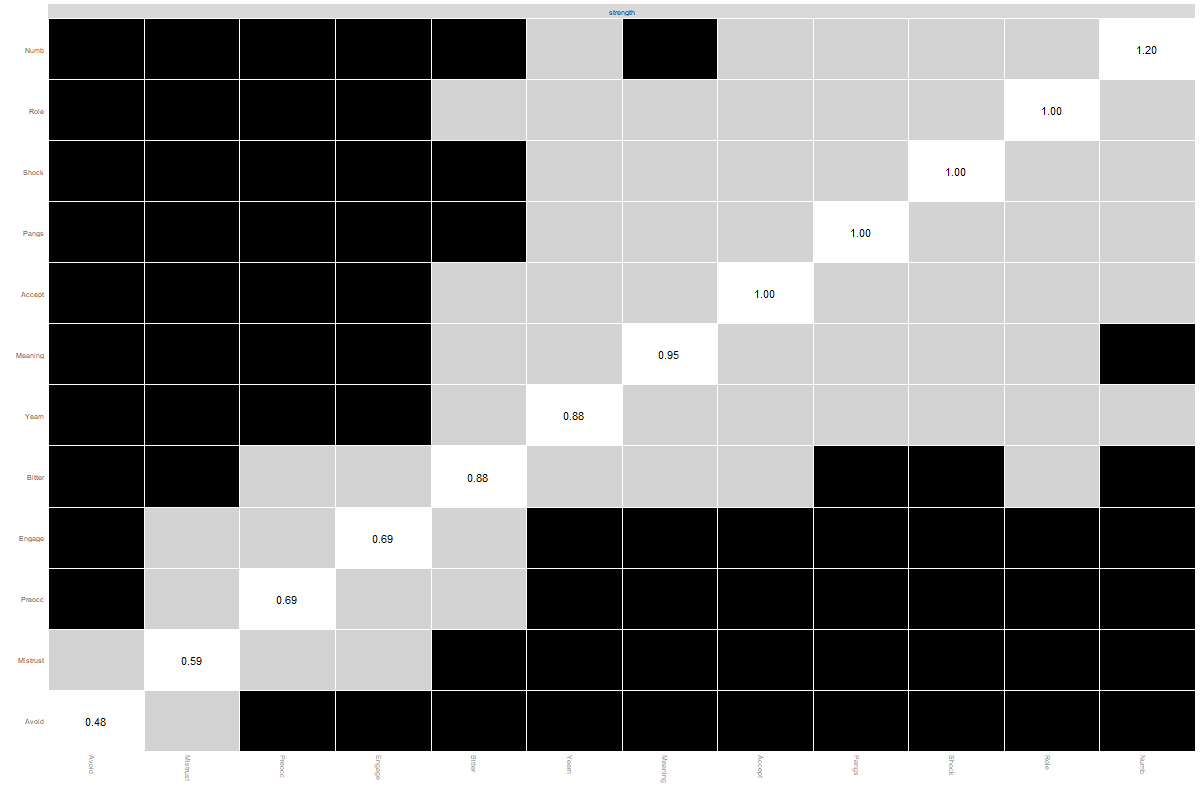 strength
Numb 1.20
Role 1.00
Shock 1.00
Pangs 1.00
Accept 1.00
Meaning 0.95
Yearn 0.88
Bitter 0.88
Engage 0.69
Preocc 0.69
Mistrust 0.59
Avoid 0.48
Avoid Mistrust Preocc Engage Bitter Yearn Meaning Accept Pangs Shock Role Numb